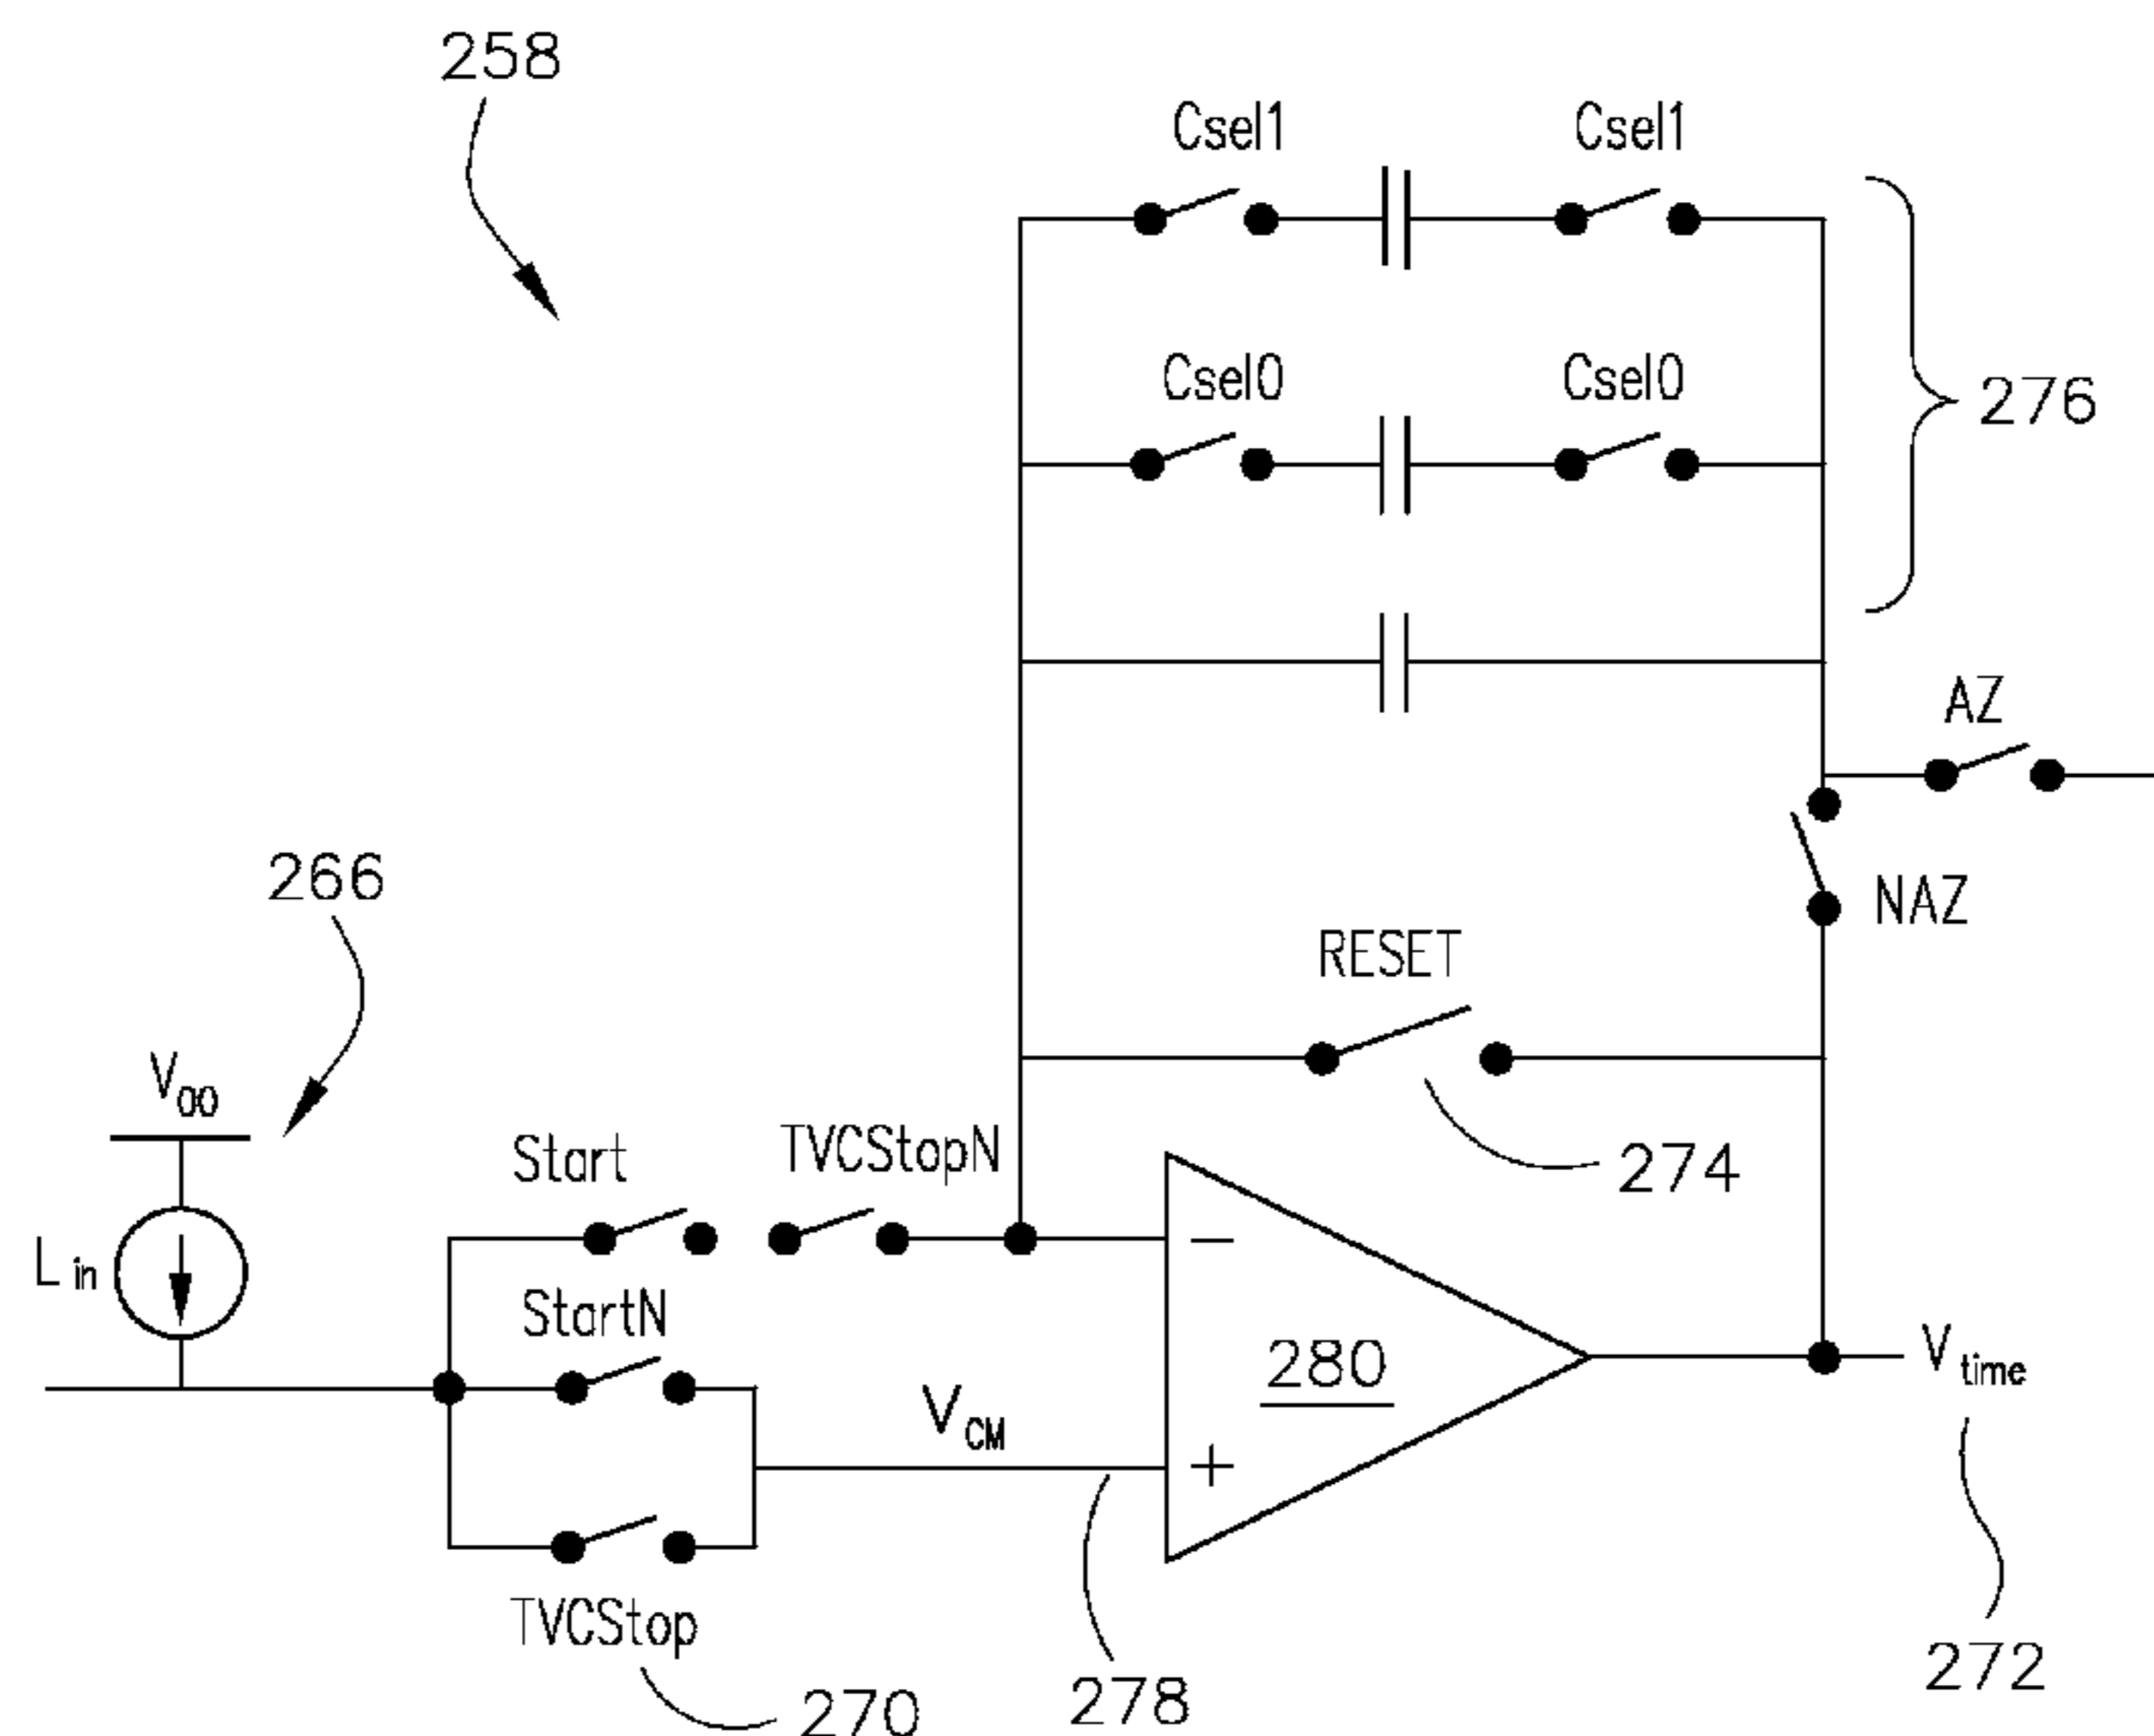 258
Csel1 Csel1
Csel0 Csel0
276
AZ
266
NAZ
RESET
Vao
Start TVCStopN
274
Lin
StartN
280
Vtime
VCM
−
+
TVCStop
272
270
278